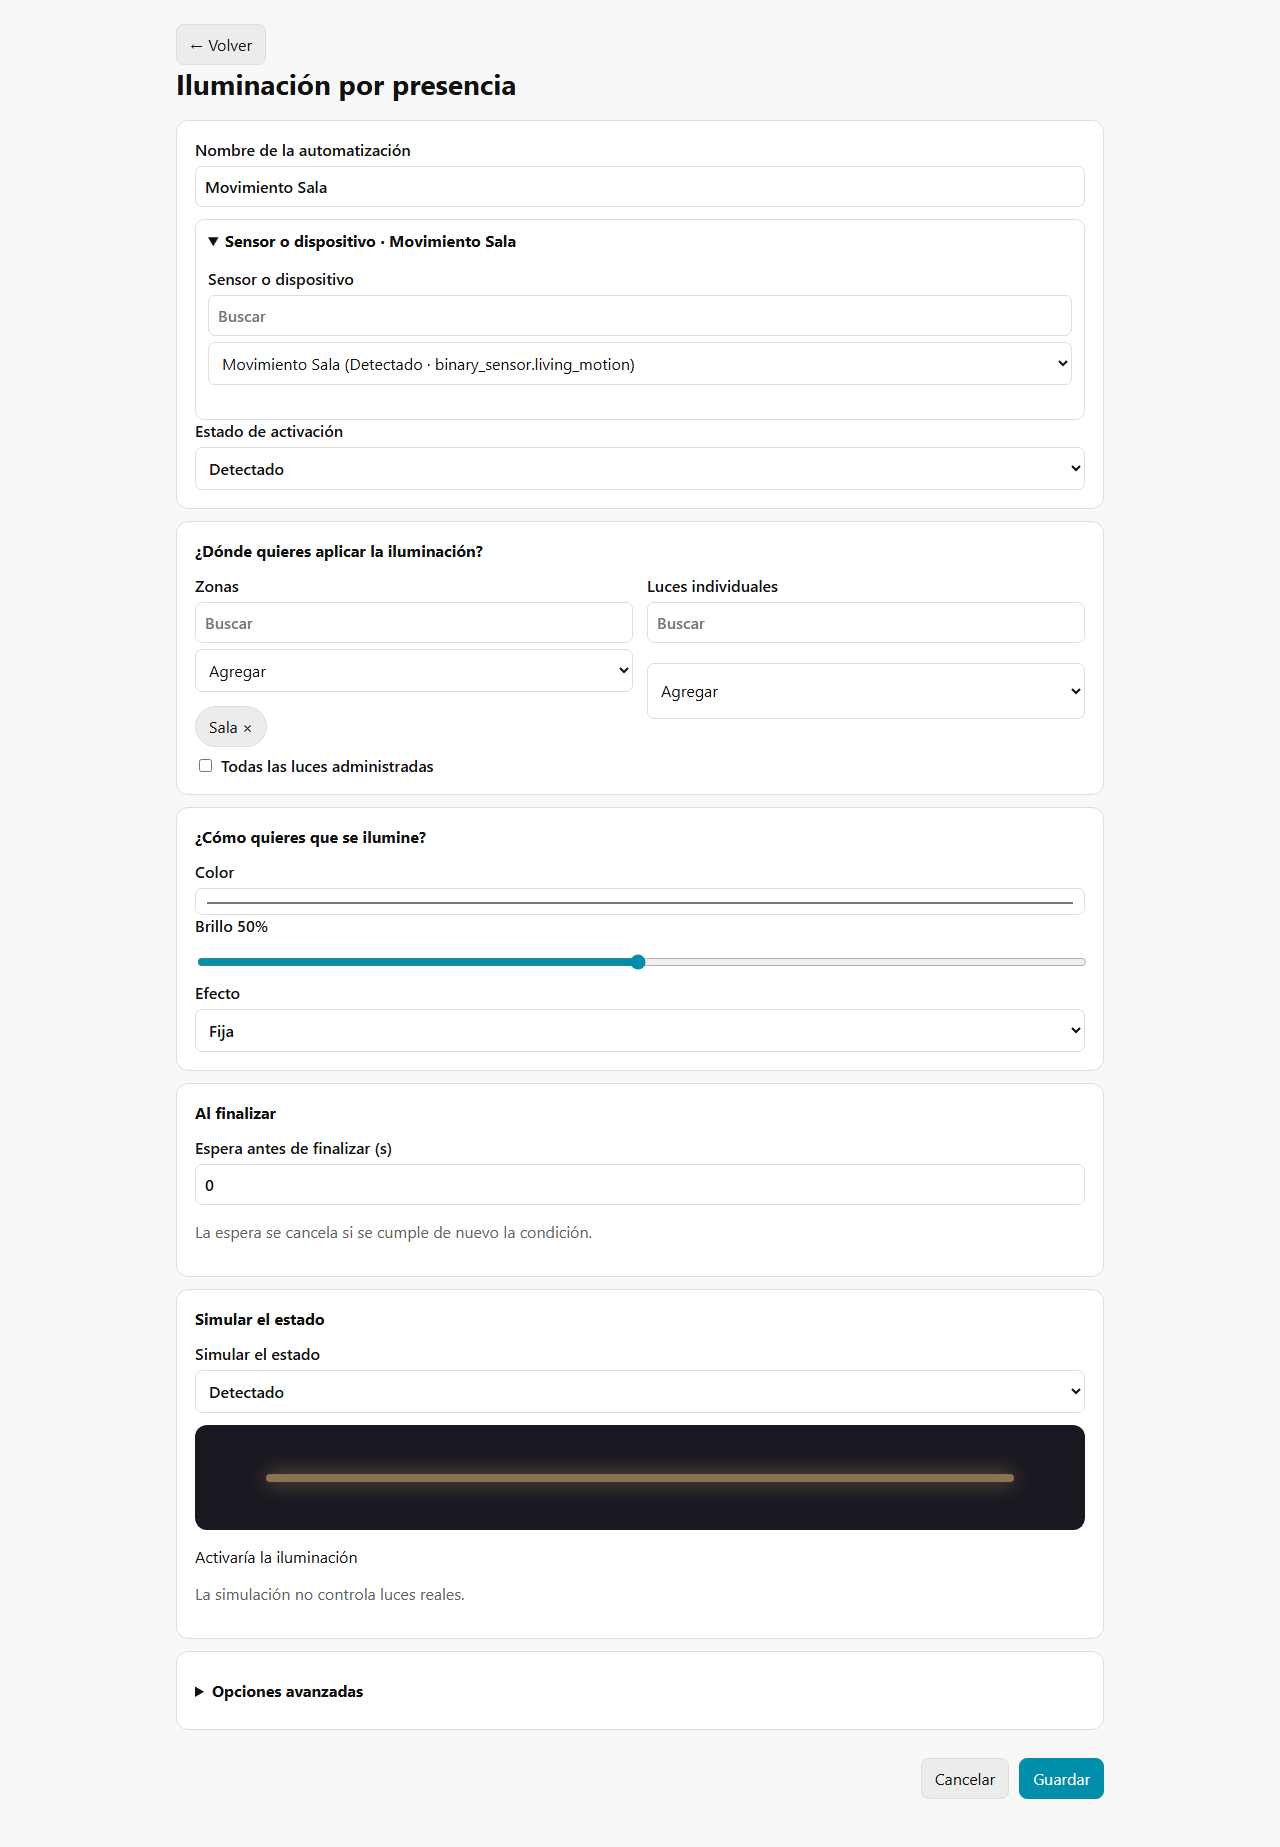 ← Volver
Iluminación por presencia
Nombre de la automatización
Movimiento Sala
▼ Sensor o dispositivo · Movimiento Sala
Sensor o dispositivo
Buscar
Movimiento Sala (Detectado · binary_sensor.living_motion)
Estado de activación
Detectado
¿Dónde quieres aplicar la iluminación?
Zonas
Buscar
Agregar
Sala ×
Luces individuales
Buscar
Agregar
Todas las luces administradas
¿Cómo quieres que se ilumine?
Color
Brillo 50%
Efecto
Fija
Al finalizar
Espera antes de finalizar (s)
0
La espera se cancela si se cumple de nuevo la condición.
Simular el estado
Simular el estado
Detectado
Activaría la iluminación
La simulación no controla luces reales.
▶ Opciones avanzadas
Cancelar
Guardar